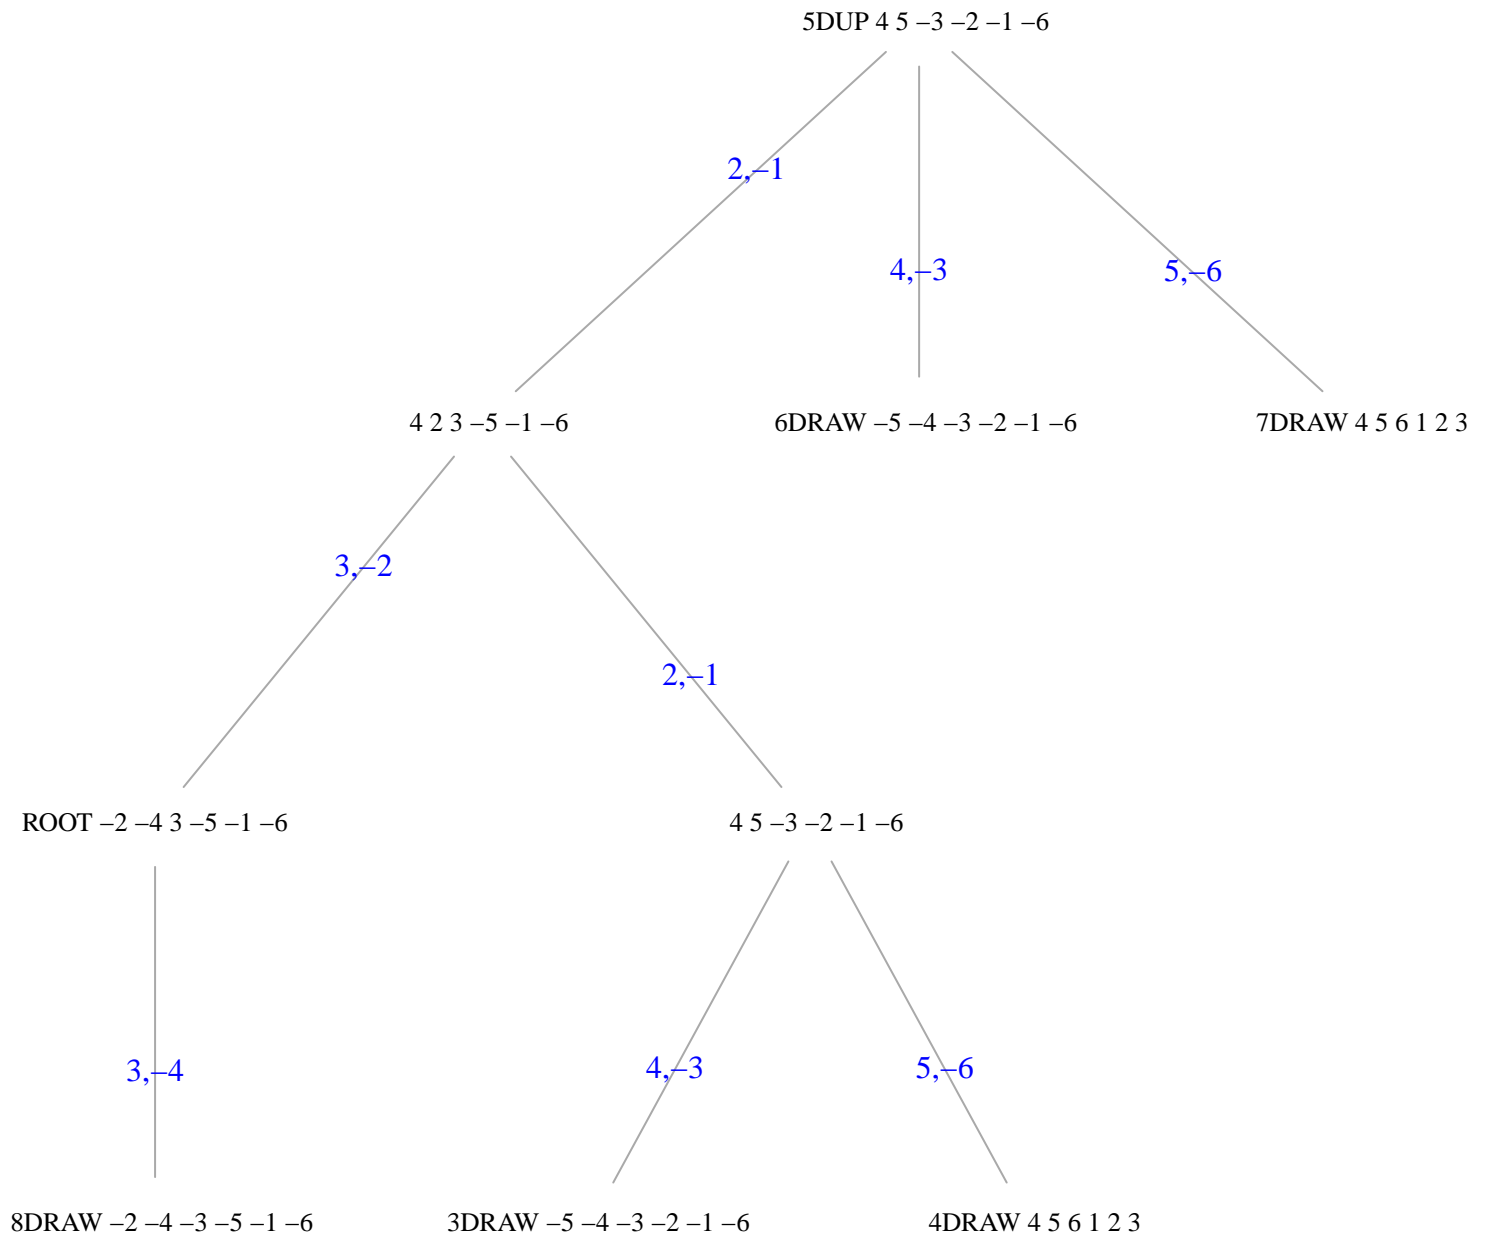 5DUP 4 5 –3 –2 –1 –6
2,–1
4,–3
5,–6
4 2 3 –5 –1 –6
6DRAW –5 –4 –3 –2 –1 –6
7DRAW 4 5 6 1 2 3
3,–2
2,–1
ROOT –2 –4 3 –5 –1 –6
4 5 –3 –2 –1 –6
3,–4
4,–3
5,–6
8DRAW –2 –4 –3 –5 –1 –6
3DRAW –5 –4 –3 –2 –1 –6
4DRAW 4 5 6 1 2 3